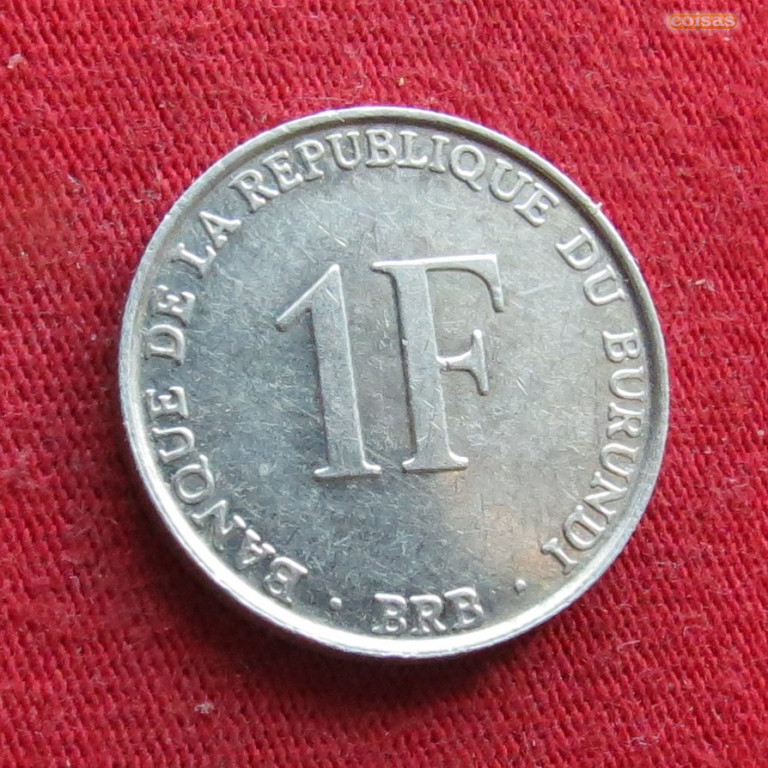 coisas
BANQUE DE LA REPUBLIQUE DU BURUNDI
1F
· BRB ·